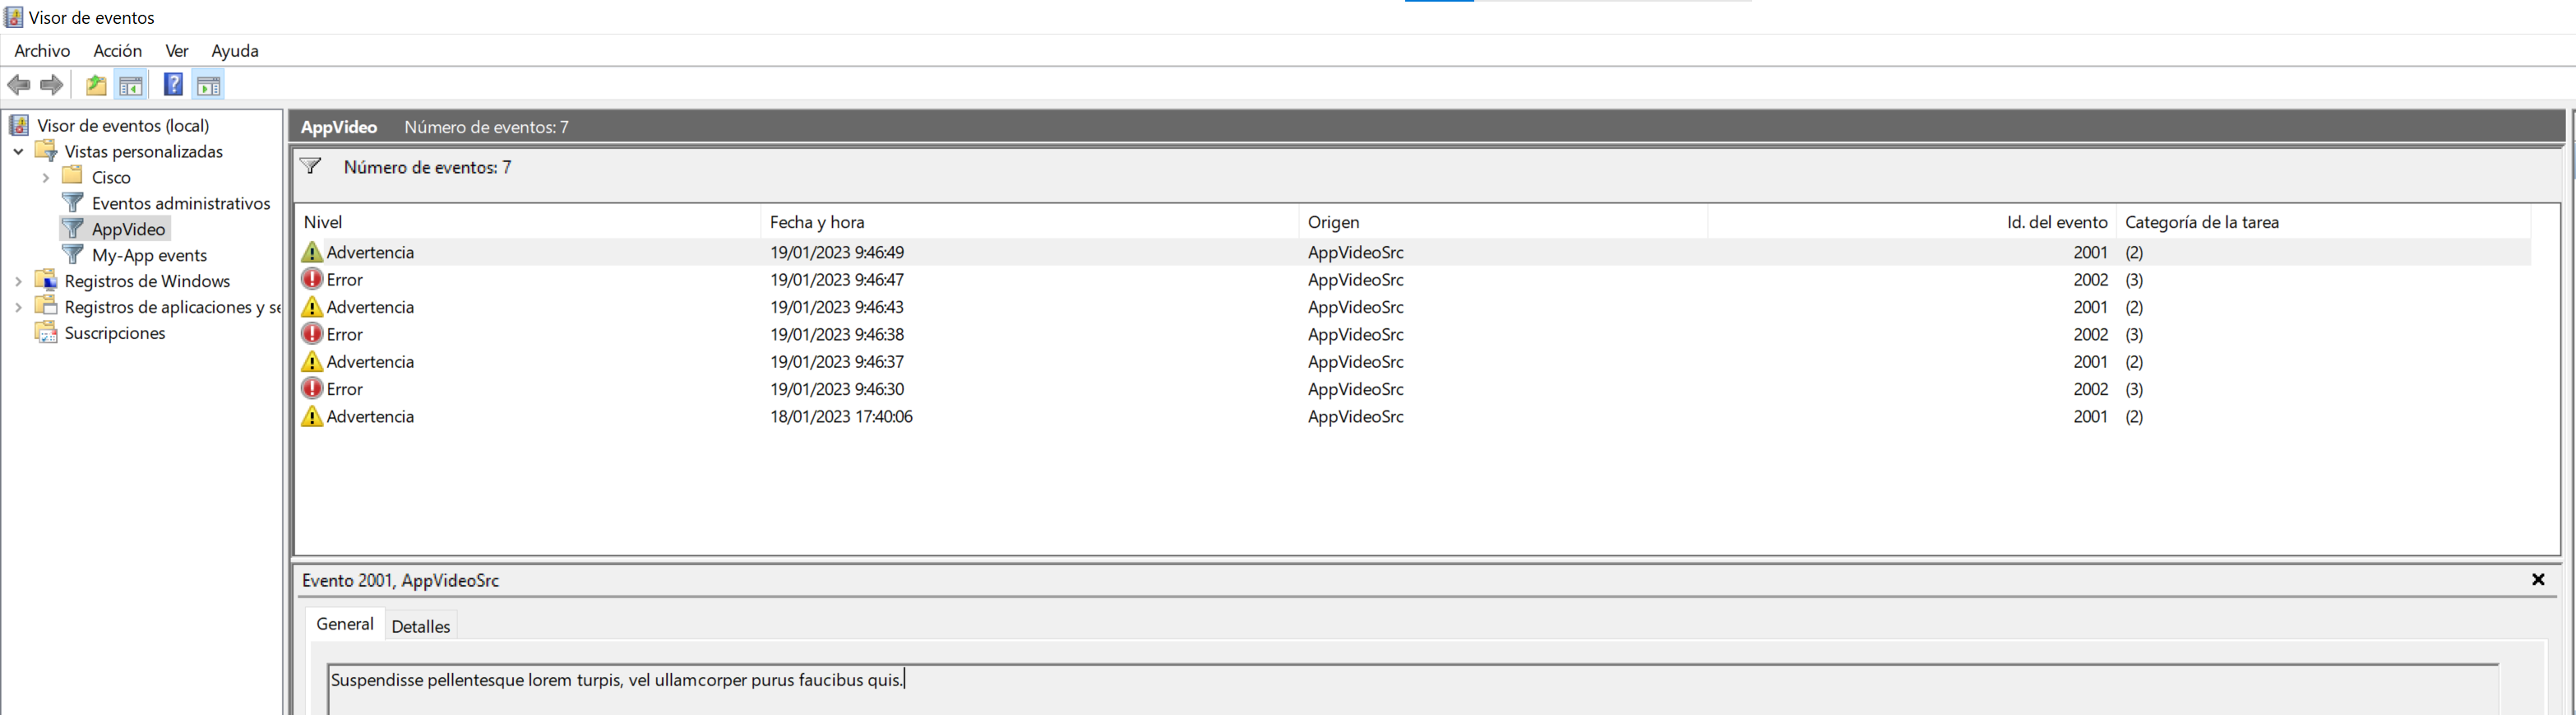 Visor de eventos
Archivo Acción Ver Ayuda
Visor de eventos (local)
Vistas personalizadas
Cisco
Eventos administrativos
AppVideo
My-App events
Registros de Windows
Registros de aplicaciones y se
Suscripciones
AppVideo Número de eventos: 7
Número de eventos: 7
Nivel Fecha y hora Origen Id. del evento Categoría de la tarea
Advertencia 19/01/2023 9:46:49 AppVideoSrc 2001 (2)
Error 19/01/2023 9:46:47 AppVideoSrc 2002 (3)
Advertencia 19/01/2023 9:46:43 AppVideoSrc 2001 (2)
Error 19/01/2023 9:46:38 AppVideoSrc 2002 (3)
Advertencia 19/01/2023 9:46:37 AppVideoSrc 2001 (2)
Error 19/01/2023 9:46:30 AppVideoSrc 2002 (3)
Advertencia 18/01/2023 17:40:06 AppVideoSrc 2001 (2)
Evento 2001, AppVideoSrc
General Detalles
Suspendisse pellentesque lorem turpis, vel ullamcorper purus faucibus quis.